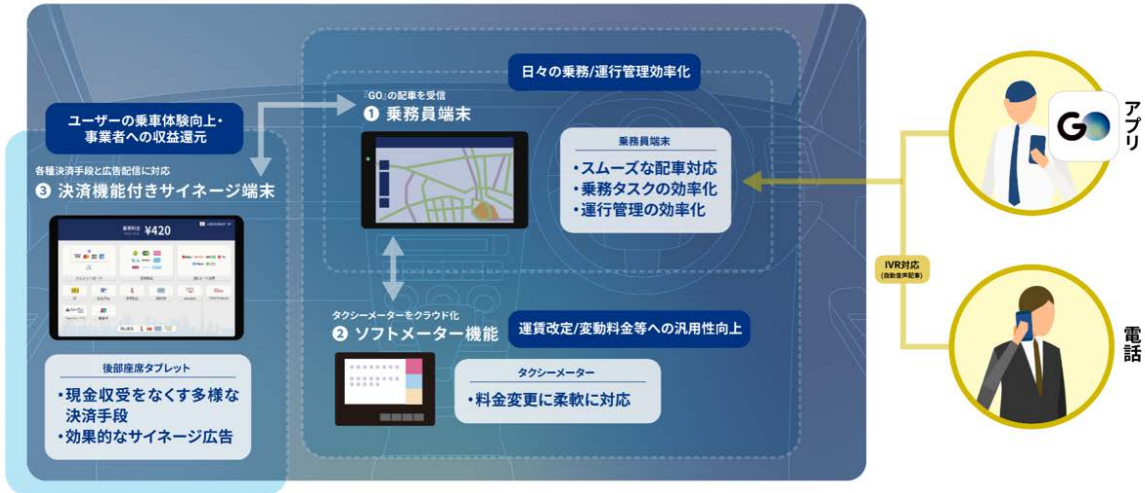 日々の乗務/運行管理効率化
『GO』の配車を受信
❶ 乗務員端末
乗務員端末
・スムーズな配車対応
・乗務タスクの効率化
・運行管理の効率化
ユーザーの乗車体験向上・
事業者への収益還元
各種決済手段と広告配信に対応
❸ 決済機能付きサイネージ端末
¥420
後部座席タブレット
・現金収受をなくす多様な
決済手段
・効果的なサイネージ広告
タクシーメーターをクラウド化
❷ ソフトメーター機能
運賃改定/変動料金等への汎用性向上
タクシーメーター
・料金変更に柔軟に対応
GO
アプリ
IVR対応
(自動音声配車)
電話